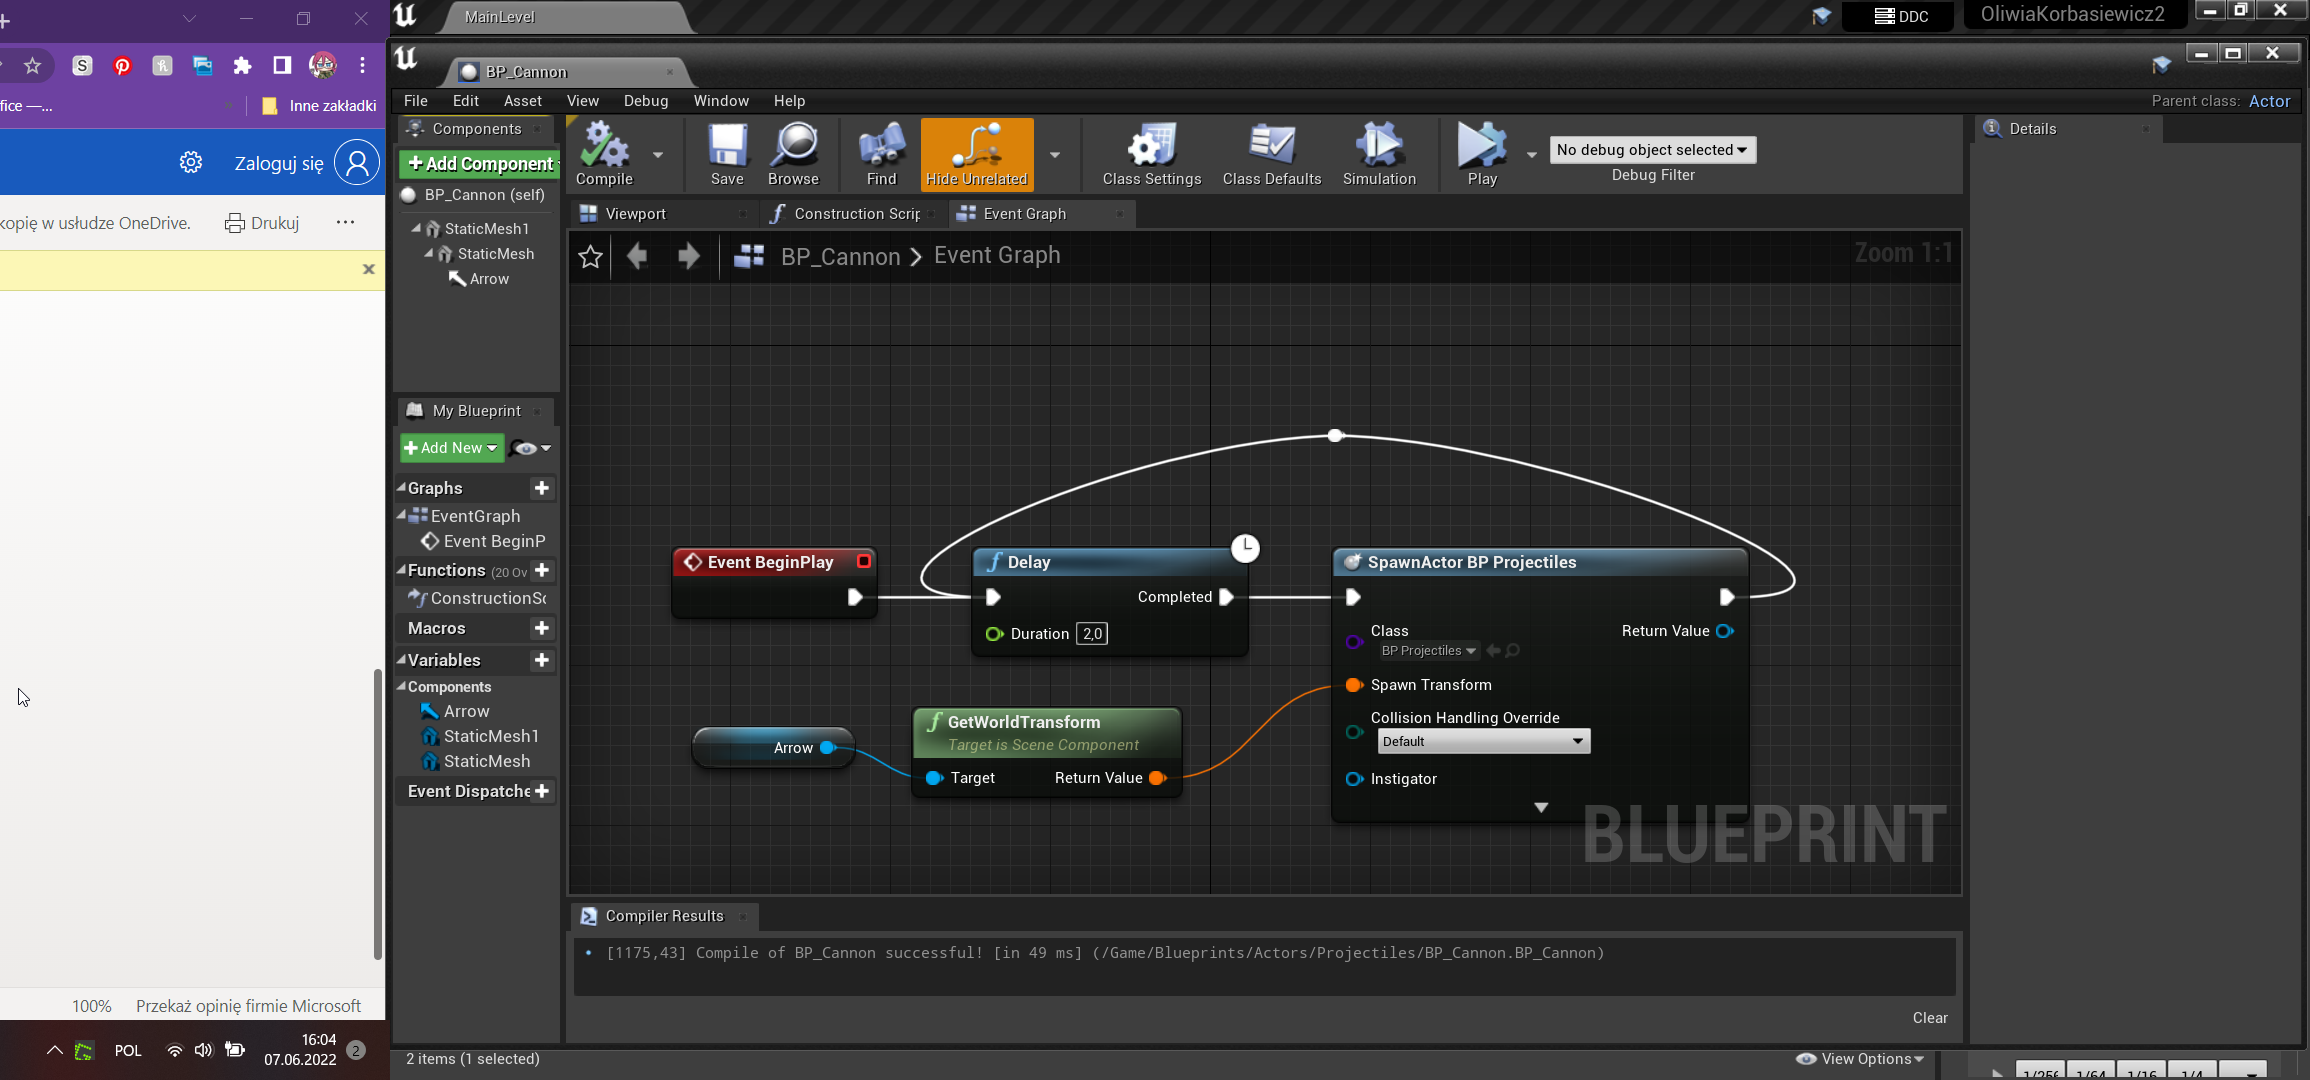 MainLevel
DDC
OliwiaKorbasiewicz2
BP_Cannon
fice —...
Inne zakładki
File Edit Asset View Debug Window Help
Parent class: Actor
Zaloguj się
kopię w usłudze OneDrive.
Drukuj
Components
Add Component
BP_Cannon (self)
StaticMesh1
StaticMesh
Arrow
Compile
Save
Browse
Find
Hide Unrelated
Class Settings
Class Defaults
Simulation
Play
No debug object selected
Debug Filter
Details
Viewport
Construction Scrip
Event Graph
BP_Cannon > Event Graph
Zoom 1:1
My Blueprint
Add New
Graphs
EventGraph
Event BeginP
Functions (20 Ov
ConstructionSc
Macros
Variables
Components
Arrow
StaticMesh1
StaticMesh
Event Dispatche
Event BeginPlay
Delay
Completed
Duration 2,0
SpawnActor BP Projectiles
Class
BP Projectiles
Return Value
Spawn Transform
Collision Handling Override
Default
Instigator
Arrow
GetWorldTransform
Target is Scene Component
Target
Return Value
BLUEPRINT
Compiler Results
[1175,43] Compile of BP_Cannon successful! [in 49 ms] (/Game/Blueprints/Actors/Projectiles/BP_Cannon.BP_Cannon)
Clear
100%
Przekaż opinię firmie Microsoft
POL
16:04
07.06.2022
2
2 items (1 selected)
View Options
1/256 1/64 1/16 1/4